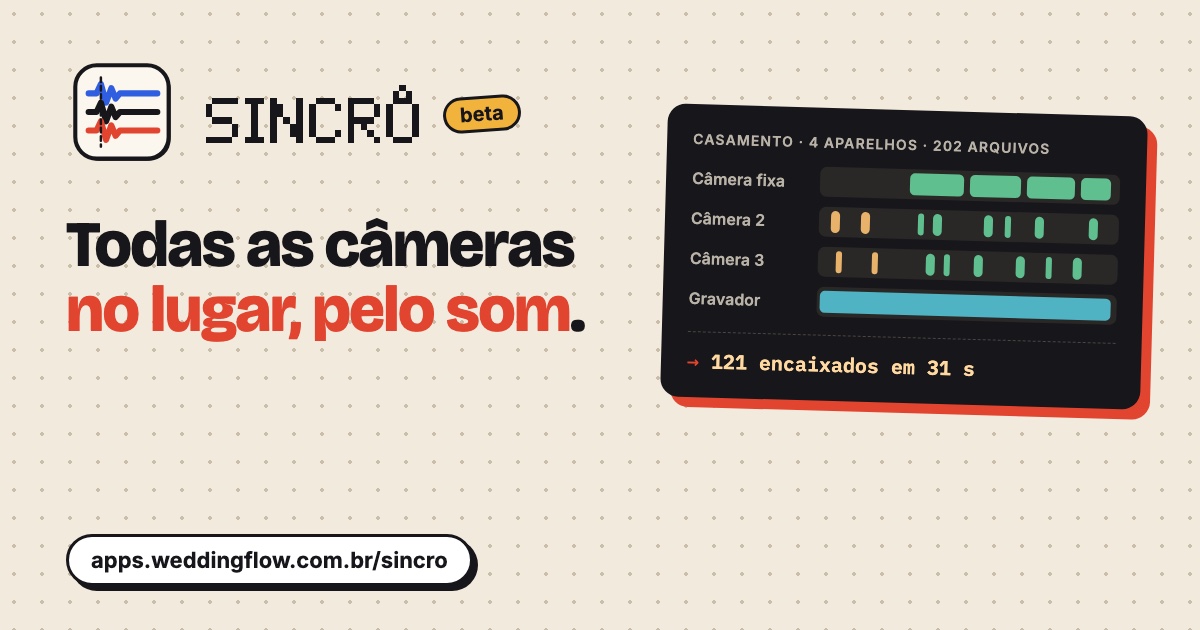 SINCRÔ
beta
Todas as câmeras
no lugar, pelo som.
CASAMENTO · 4 APARELHOS · 202 ARQUIVOS
Câmera fixa
Câmera 2
Câmera 3
Gravador
→ 121 encaixados em 31 s
apps.weddingflow.com.br/sincro